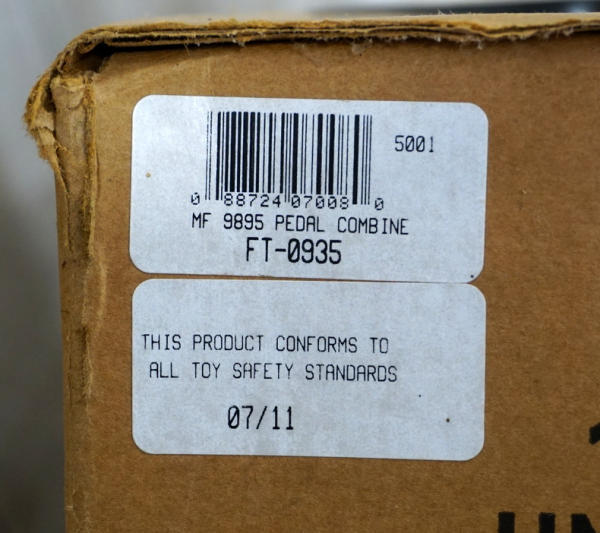 5001
0 88724 07008 0
MF 9895 PEDAL COMBINE
FT-0935
THIS PRODUCT CONFORMS TO
ALL TOY SAFETY STANDARDS
07/11